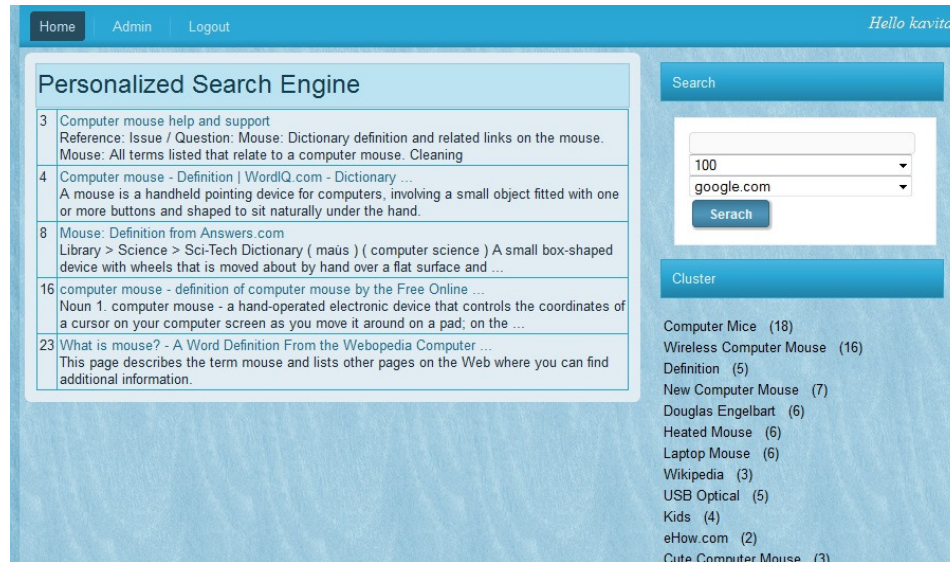 Home Admin Logout Hello kavita
Personalized Search Engine
3 Computer mouse help and support
Reference: Issue / Question: Mouse: Dictionary definition and related links on the mouse.
Mouse: All terms listed that relate to a computer mouse. Cleaning
4 Computer mouse - Definition | WordIQ.com - Dictionary ...
A mouse is a handheld pointing device for computers, involving a small object fitted with one
or more buttons and shaped to sit naturally under the hand.
8 Mouse: Definition from Answers.com
Library > Science > Sci-Tech Dictionary ( maús ) ( computer science ) A small box-shaped
device with wheels that is moved about by hand over a flat surface and ...
16 computer mouse - definition of computer mouse by the Free Online ...
Noun 1. computer mouse - a hand-operated electronic device that controls the coordinates of
a cursor on your computer screen as you move it around on a pad; on the ...
23 What is mouse? - A Word Definition From the Webopedia Computer ...
This page describes the term mouse and lists other pages on the Web where you can find
additional information.
Search
100
google.com
Serach
Cluster
Computer Mice (18)
Wireless Computer Mouse (16)
Definition (5)
New Computer Mouse (7)
Douglas Engelbart (6)
Heated Mouse (6)
Laptop Mouse (6)
Wikipedia (3)
USB Optical (5)
Kids (4)
eHow.com (2)
Cute Computer Mouse (3)